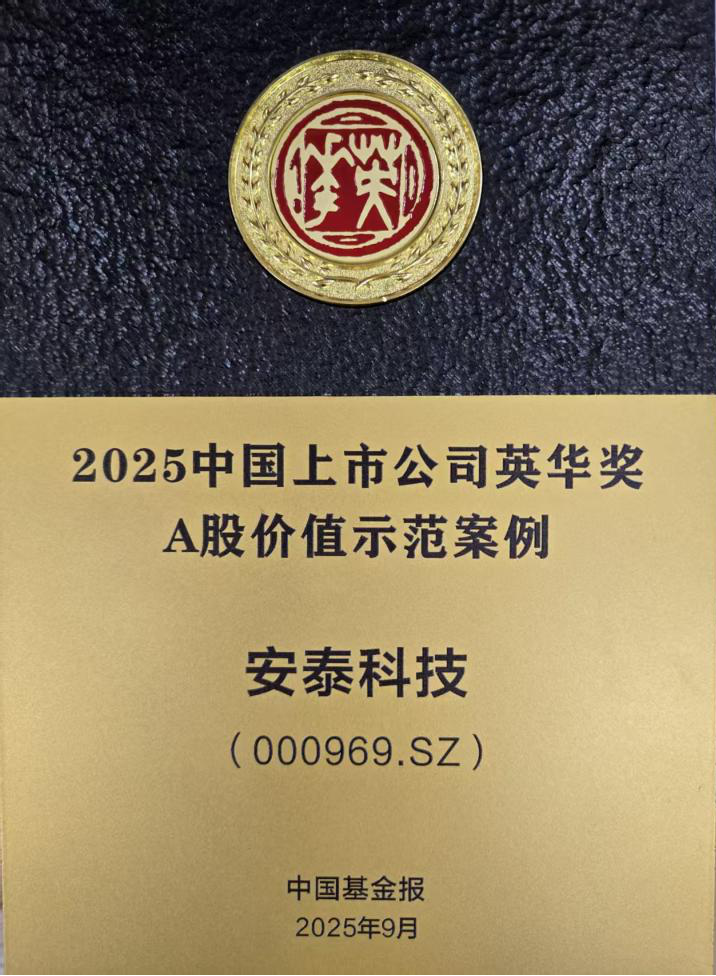 英华
2025中国上市公司英华奖
A股价值示范案例
安泰科技
（000969.SZ）
中国基金报
2025年9月